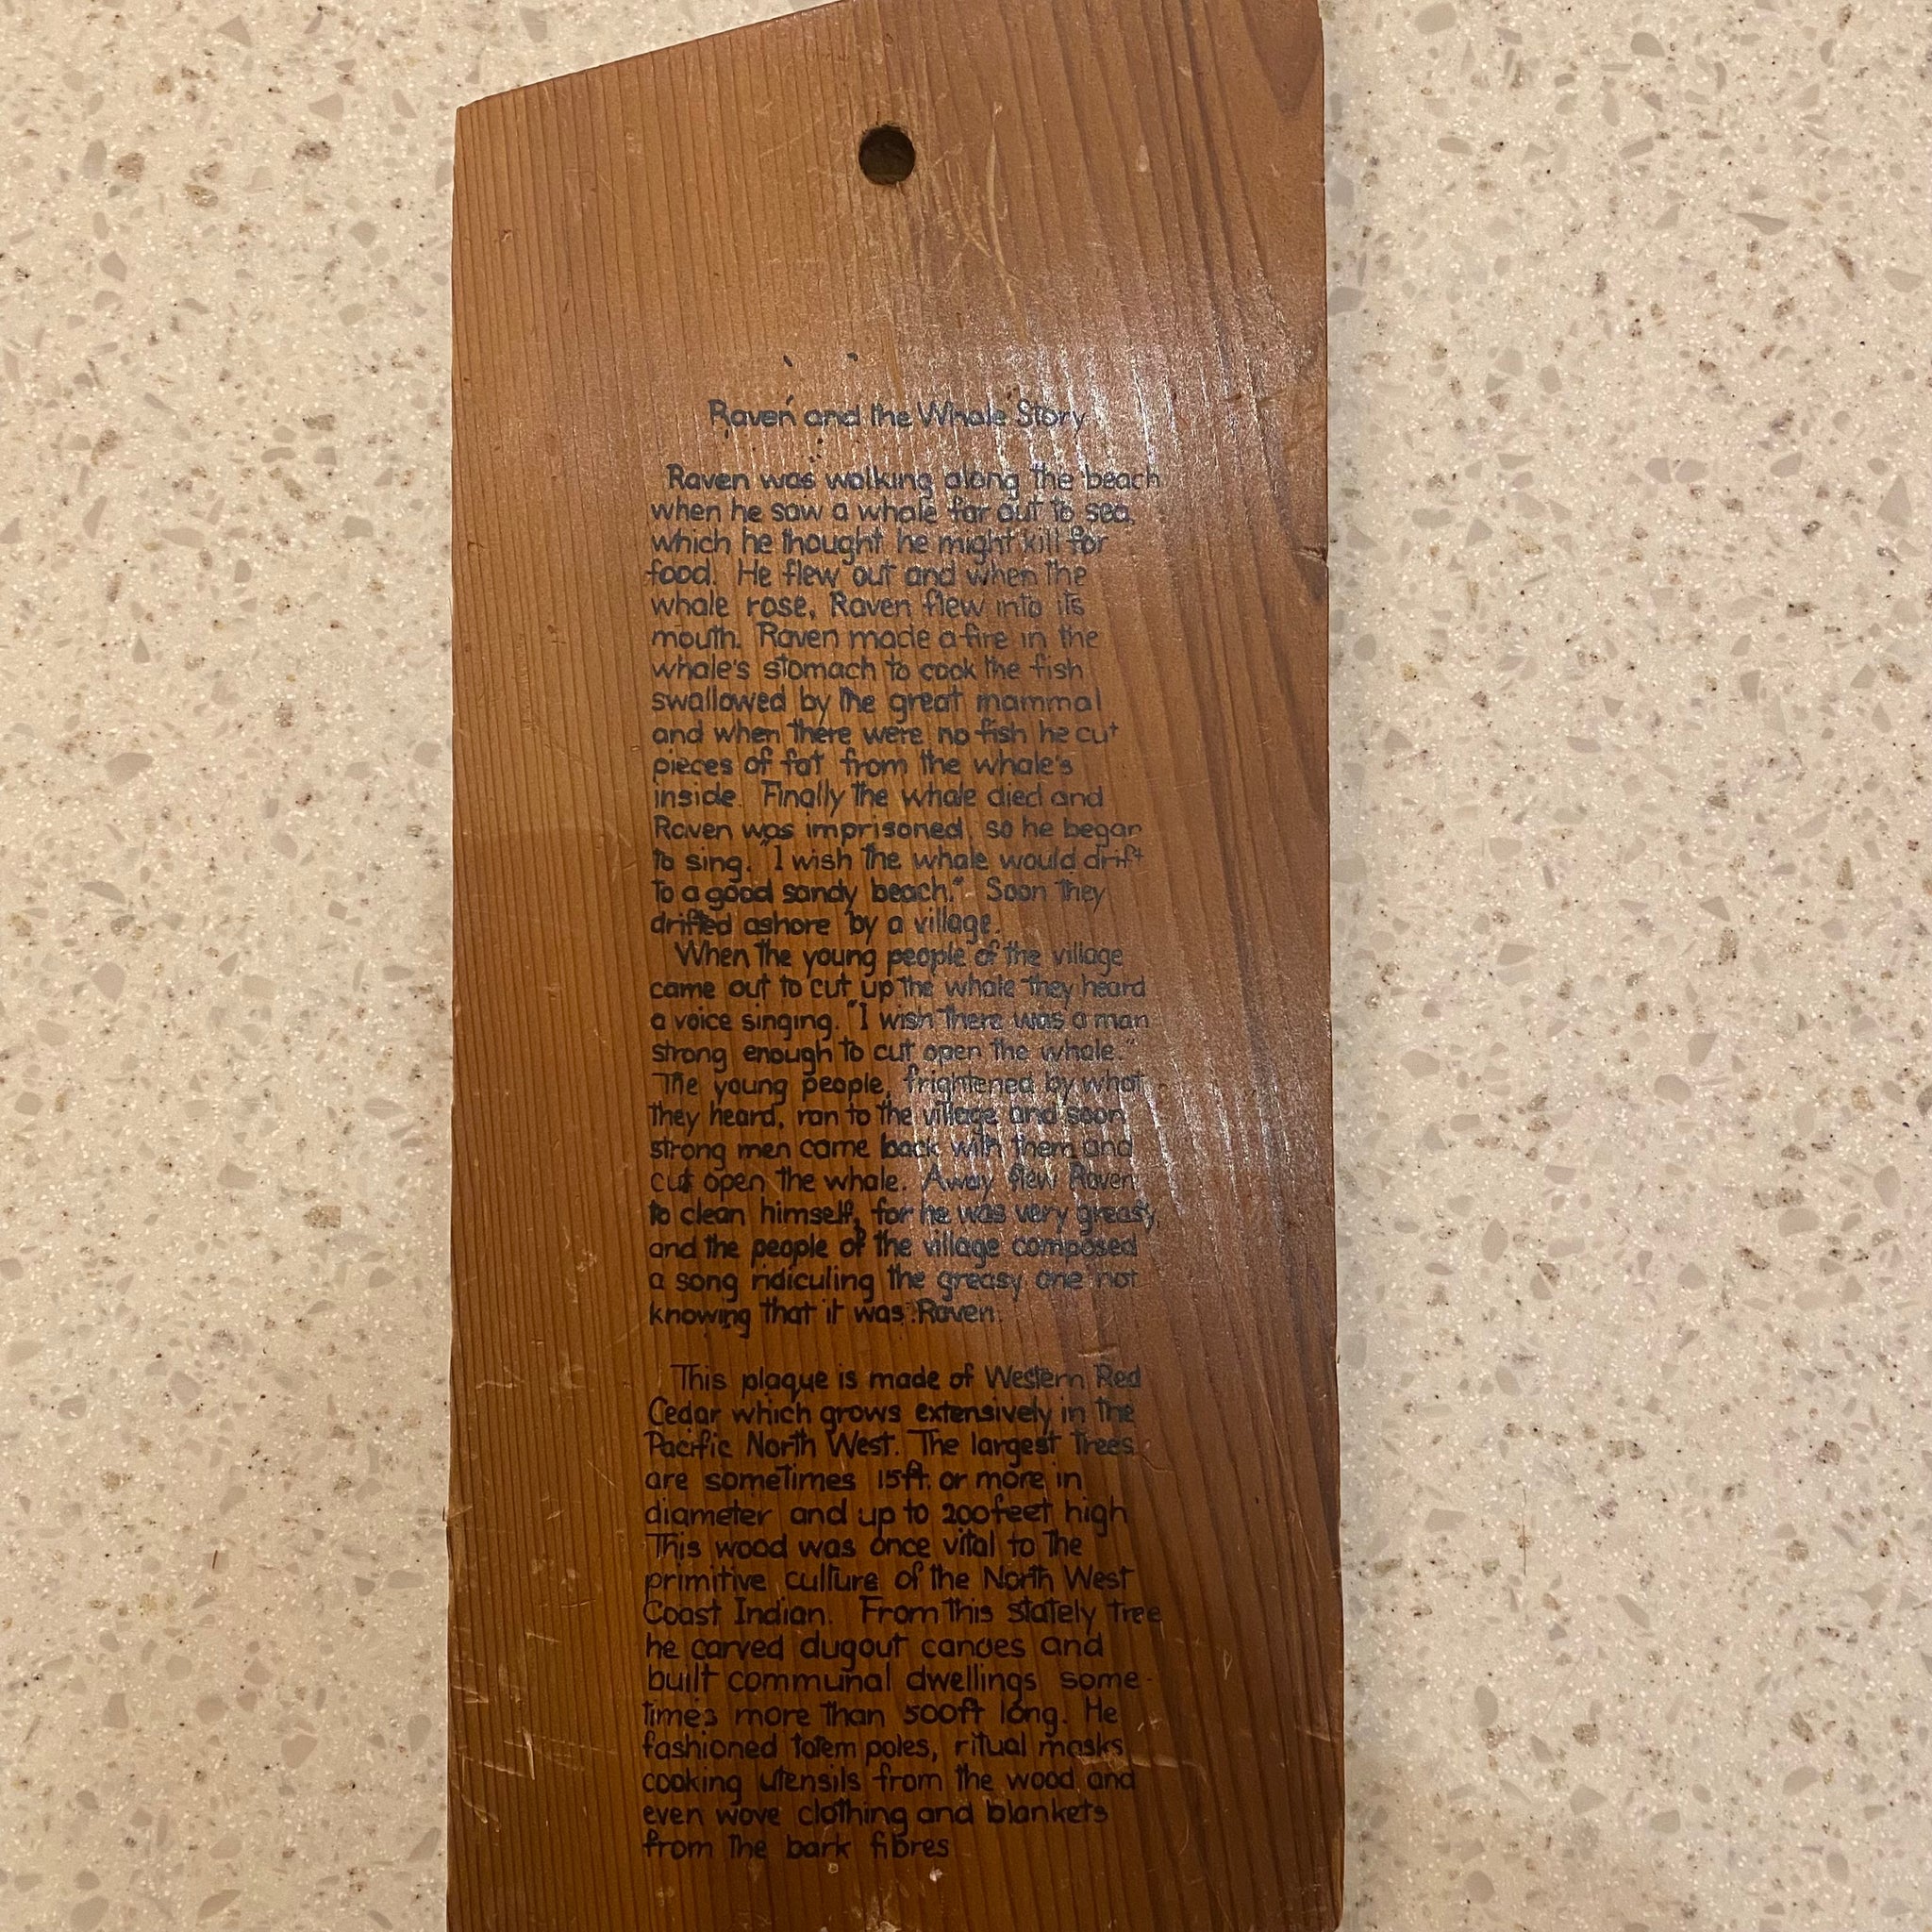 Raven and the Whale Story
Raven was walking along the beach
when he saw a whale far out to sea,
which he thought he might kill for
food. He flew out and when the
whale rose, Raven flew into its
mouth. Raven made a fire in the
whale's stomach to cook the fish
swallowed by the great mammal
and when there were no fish he cut
pieces of fat from the whale's
inside. Finally the whale died and
Raven was imprisoned, so he began
to sing. "I wish the whale would drift
to a good sandy beach." Soon they
drifted ashore by a village.
When the young people of the village
came out to cut up the whale they heard
a voice singing. "I wish there was a man
strong enough to cut open the whale."
The young people, frightened by what
they heard, ran to the village and soon
strong men came back with them and
cut open the whale. Away flew Raven
to clean himself, for he was very greasy,
and the people of the village composed
a song ridiculing the greasy one not
knowing that it was Raven.
This plaque is made of Western Red
Cedar which grows extensively in the
Pacific North West. The largest trees
are sometimes 15ft. or more in
diameter and up to 200feet high
This wood was once vital to the
primitive culture of the North West
Coast Indian. From this stately tree
he carved dugout canoes and
built communal dwellings some-
times more than 500ft long. He
fashioned totem poles, ritual masks,
cooking utensils from the wood and
even wove clothing and blankets
from the bark fibres